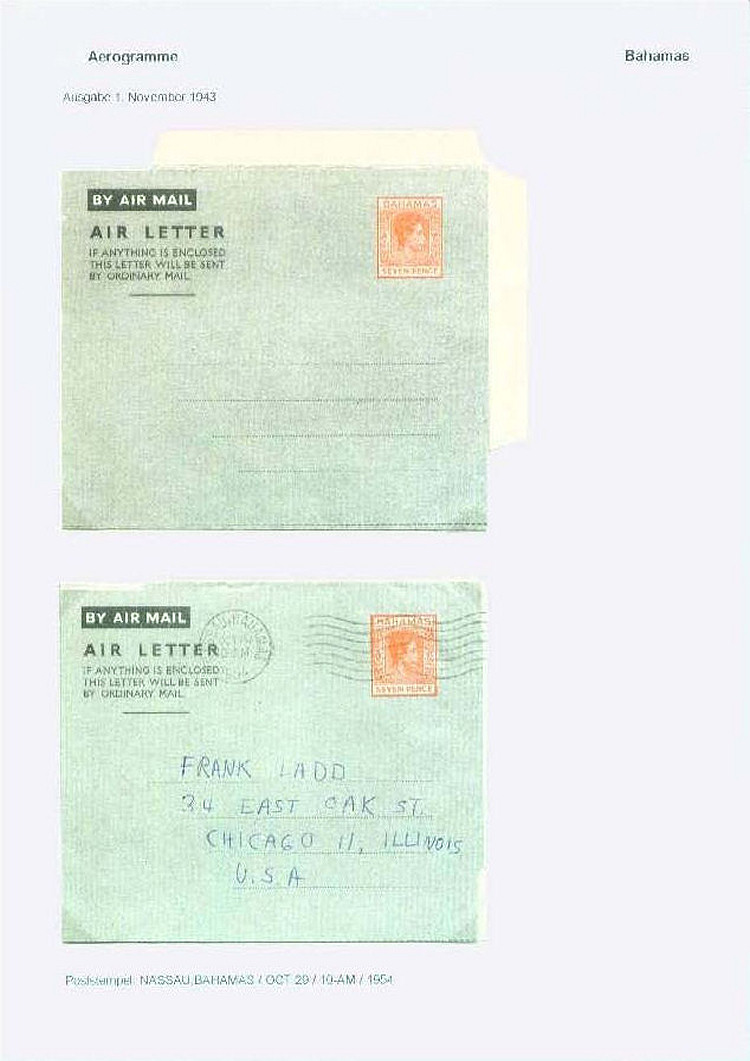 Aerogramme
Bahamas
Ausgabe 1. November 1943
BY AIR MAIL
AIR LETTER
IF ANYTHING IS ENCLOSED
THIS LETTER WILL BE SENT
BY ORDINARY MAIL.
BAHAMAS
SEVEN PENCE
BY AIR MAIL
AIR LETTER
IF ANYTHING IS ENCLOSED
THIS LETTER WILL BE SENT
BY ORDINARY MAIL.
BAHAMAS
SEVEN PENCE
FRANK LADD
34 EAST OAK ST.
CHICAGO 11, ILLINOIS
U.S.A
Poststempel: NASSAU,BAHAMAS / OCT 29 / 10-AM / 1954